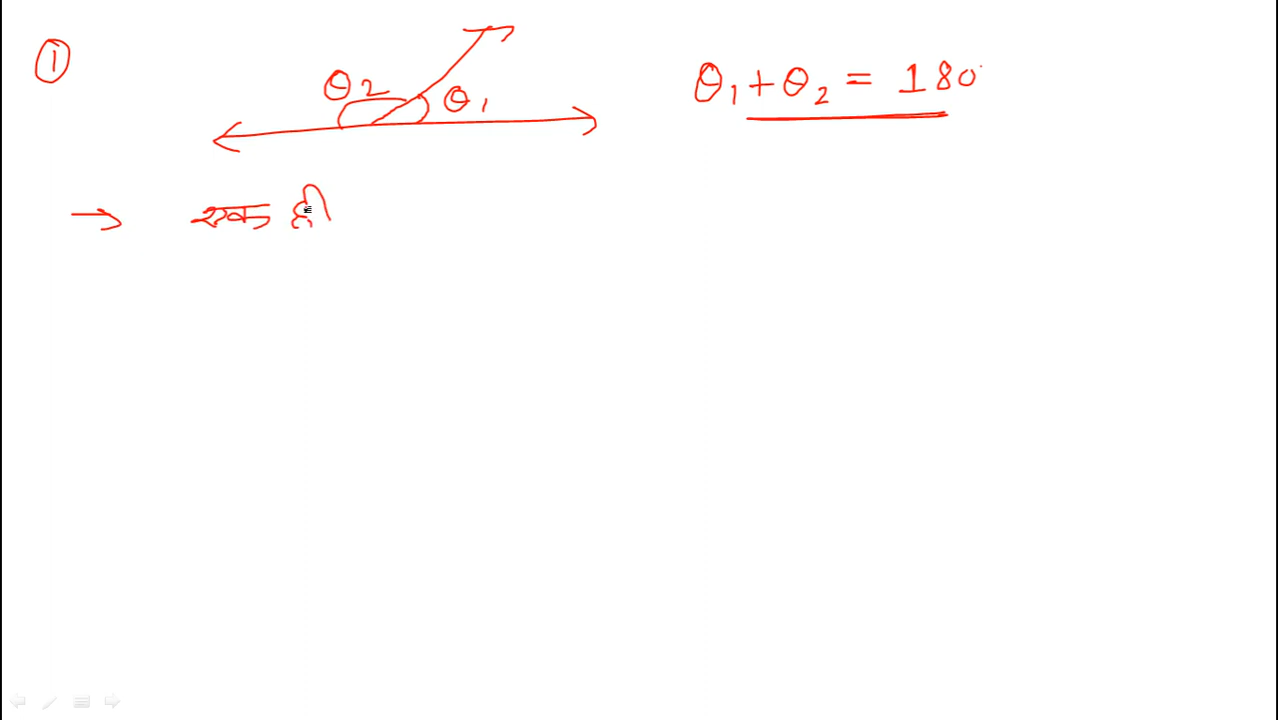 ①
θ2 θ1
θ1 + θ2 = 180
→ एक ही